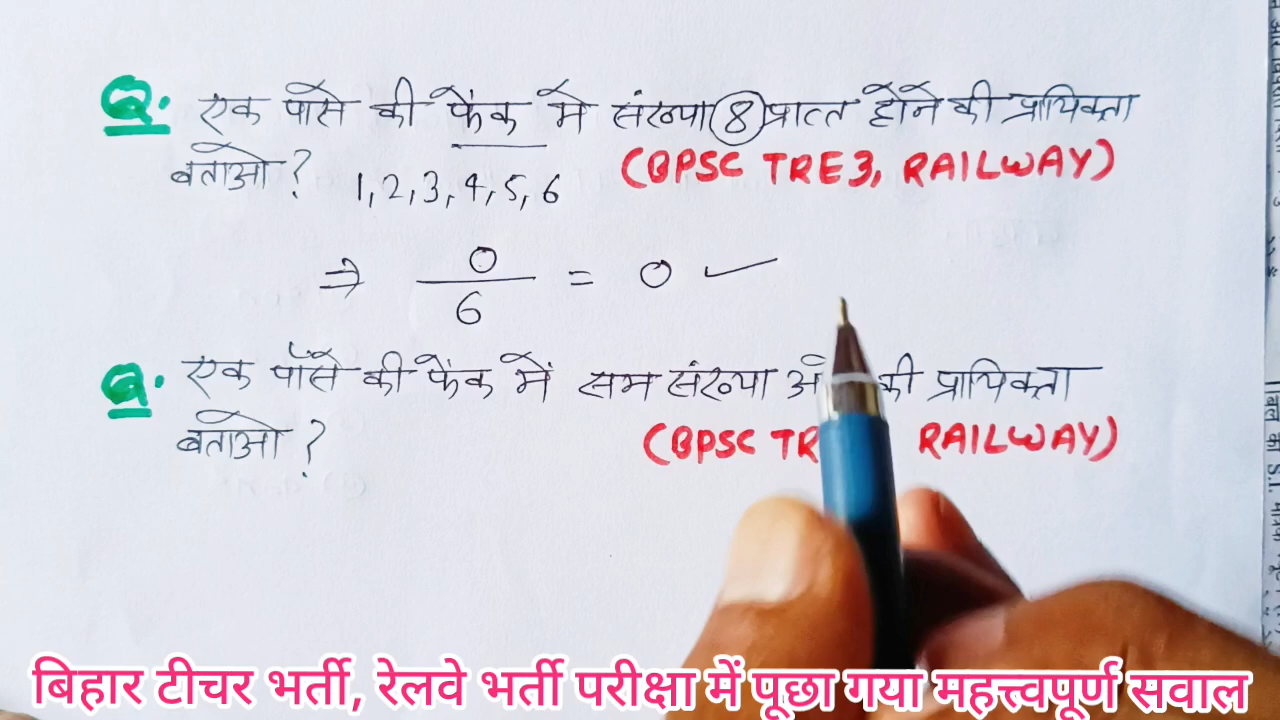 Q. एक पाँसे की फेंक मे संख्या 8 प्राप्त होने की प्रायिकता
बताओ? 1,2,3,4,5,6 (BPSC TRE3, RAILWAY)
⇒ 0/6 = 0 ✓
Q. एक पाँसे की फेंक में सम संख्या की प्रायिकता
बताओ? (BPSC RAILWAY)
बिहार टीचर भर्ती, रेलवे भर्ती परीक्षा में पूछा गया महत्त्वपूर्ण सवाल